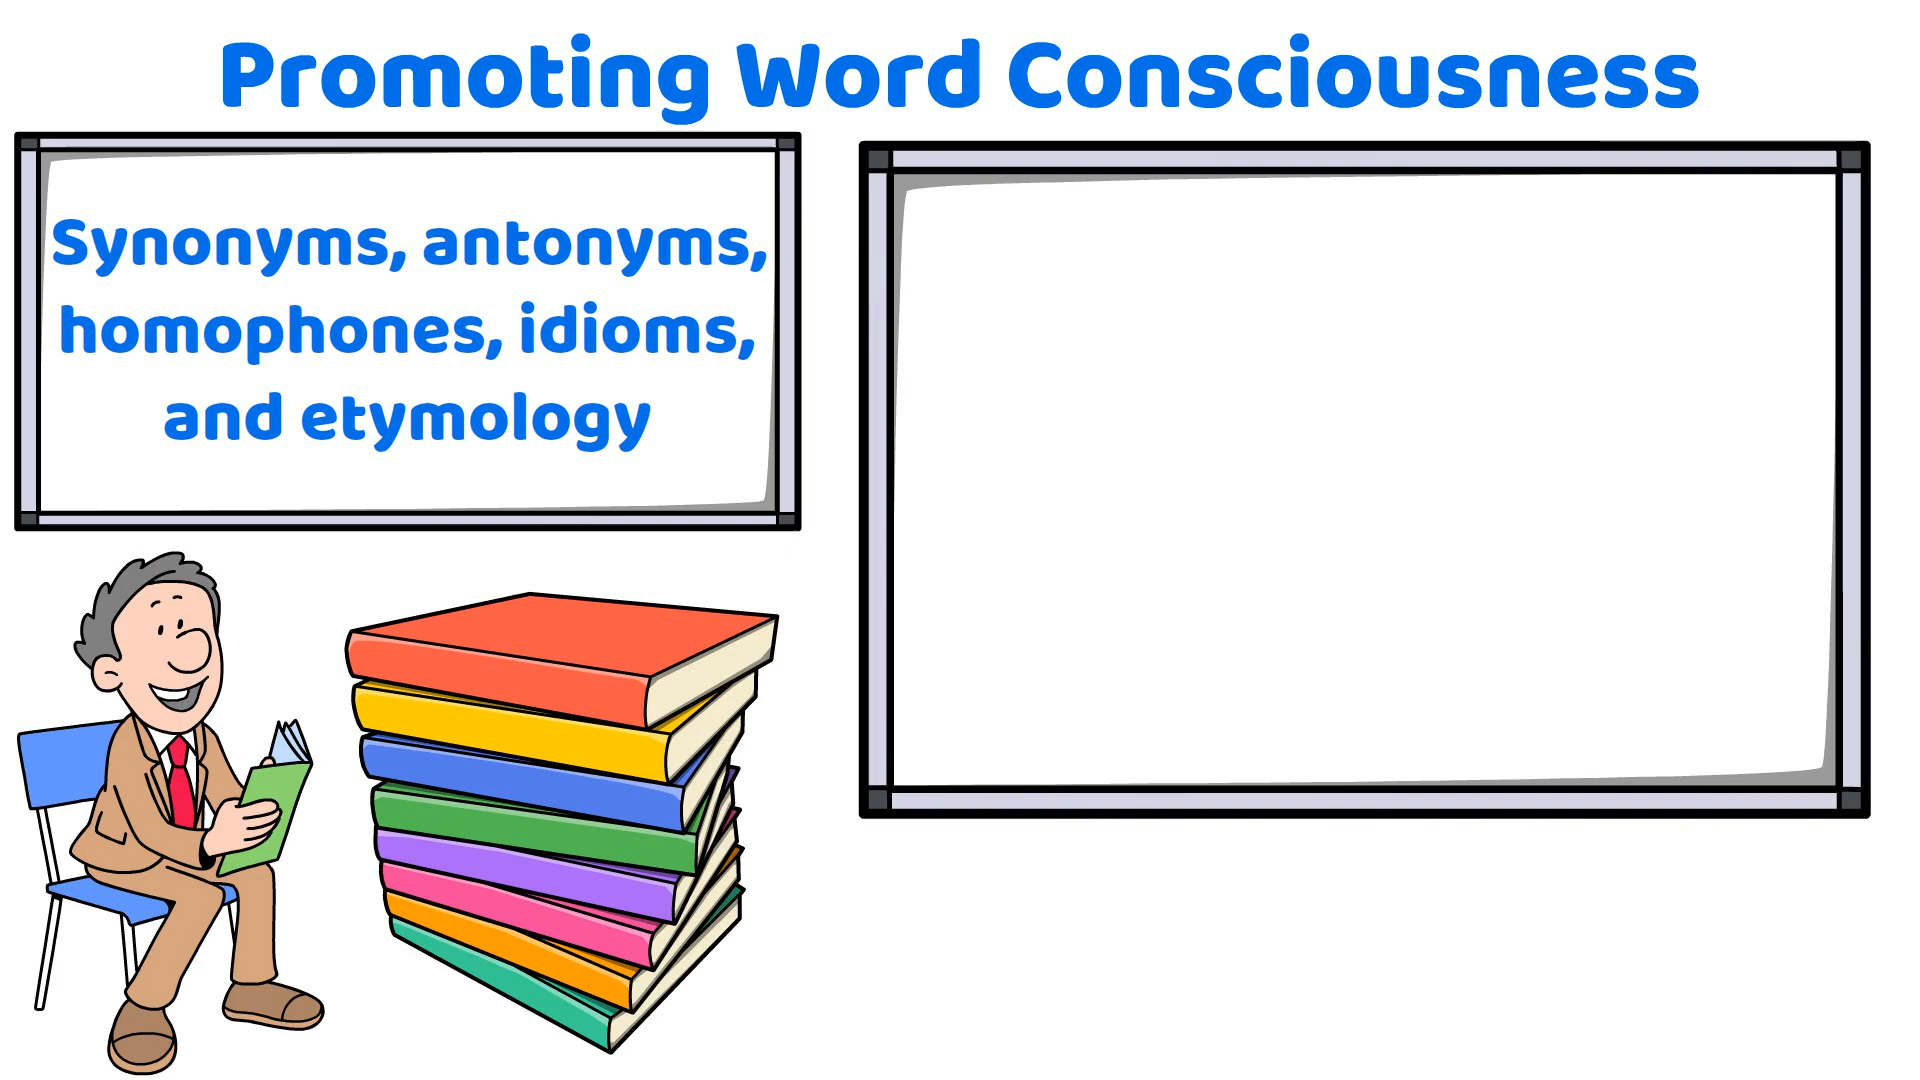 Promoting Word Consciousness
Synonyms, antonyms,
homophones, idioms,
and etymology